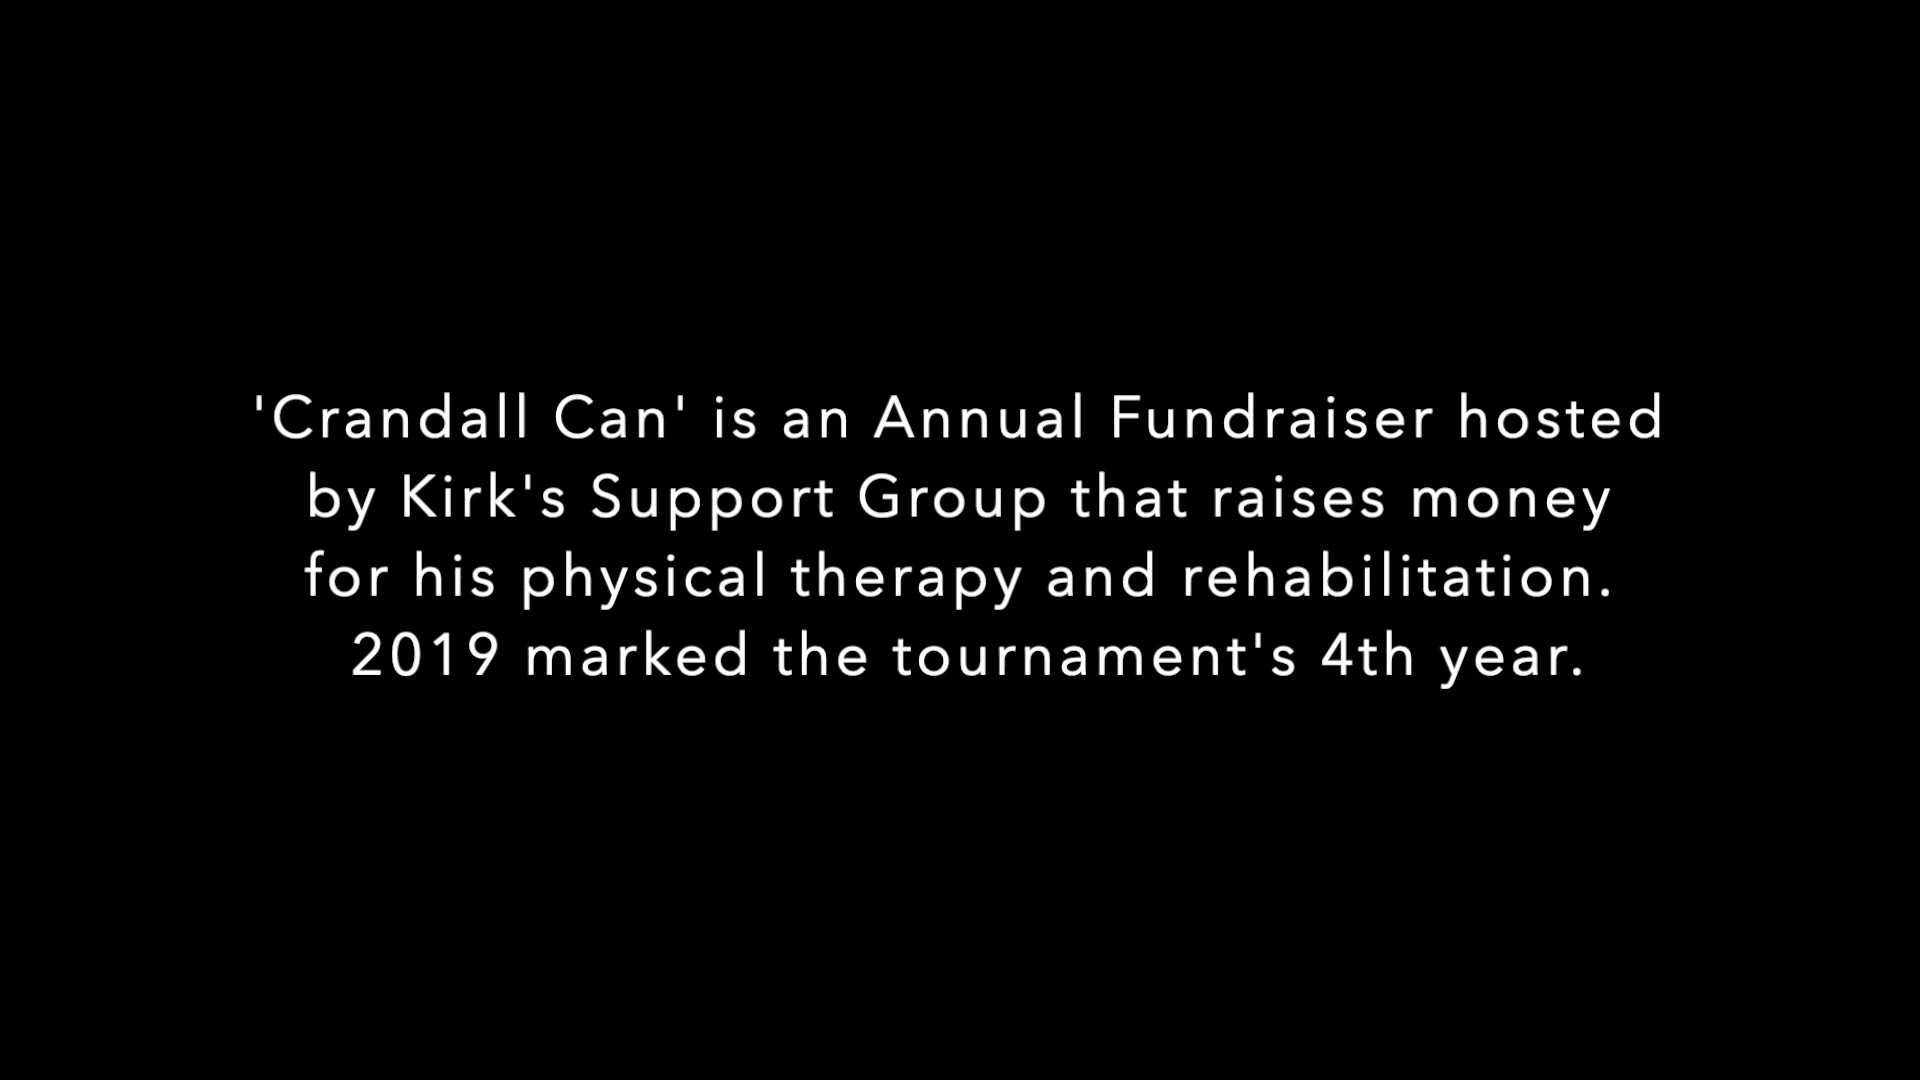 'Crandall Can' is an Annual Fundraiser hosted
by Kirk's Support Group that raises money
for his physical therapy and rehabilitation.
2019 marked the tournament's 4th year.